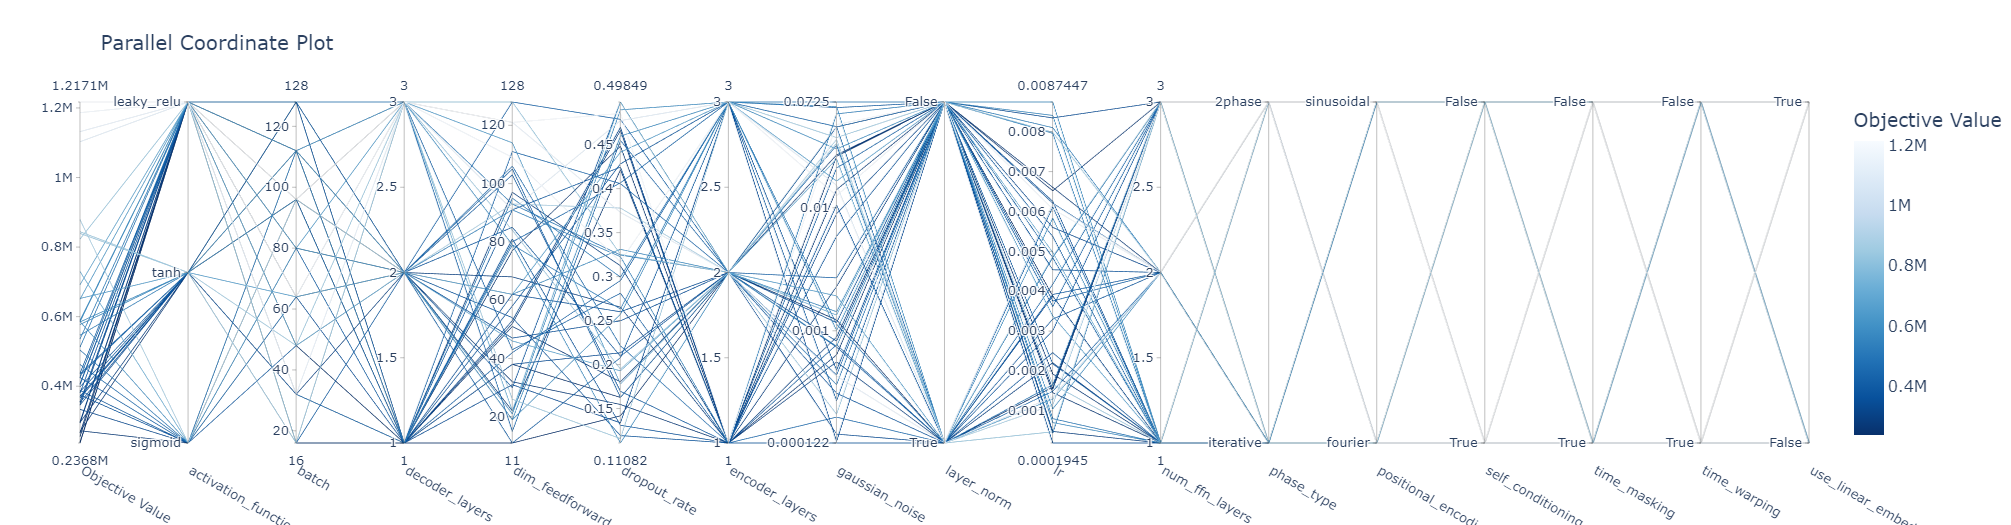 Parallel Coordinate Plot
1.2171M 128 3 128 0.49849 3 0.0087447 3
1.2M
1M
0.8M
0.6M
0.4M
0.2368M
Objective Value
leaky_relu
tanh
sigmoid
activation_functio
120
100
80
60
40
20
16
batch
3
2.5
2
1.5
1
1
decoder_layers
120
100
80
60
40
20
11
dim_feedforward
0.45
0.4
0.35
0.3
0.25
0.2
0.15
0.11082
dropout_rate
3
2.5
2
1.5
1
1
encoder_layers
0.0725
0.01
0.001
0.000122
gaussian_noise
False
True
layer_norm
0.008
0.007
0.006
0.005
0.004
0.003
0.002
0.001
0.0001945
lr
3
2.5
2
1.5
1
1
num_ffn_layers
2phase
iterative
phase_type
sinusoidal
fourier
positional_encodi
False
True
self_conditioning
False
True
time_masking
False
True
time_warping
True
False
use_linear_embed
Objective Value
1.2M
1M
0.8M
0.6M
0.4M